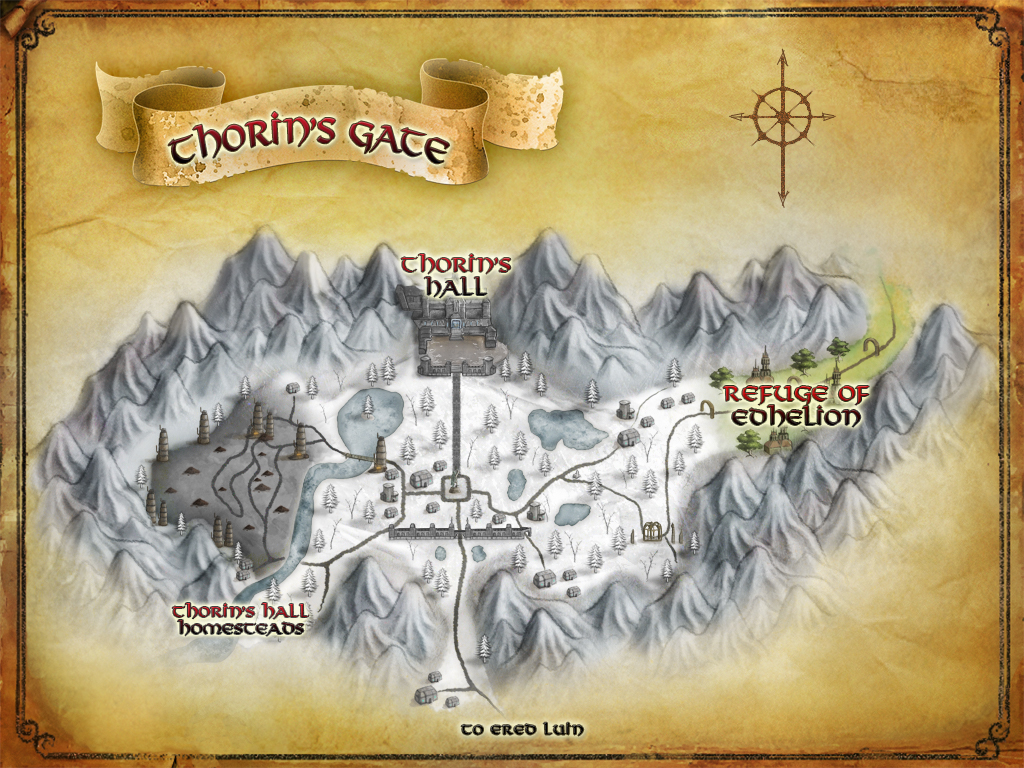 THORIN'S GATE
THORIN'S
HALL
REFUGE OF
EDHELION
THORIN'S HALL
HOMESTEADS
TO ERED LUIN